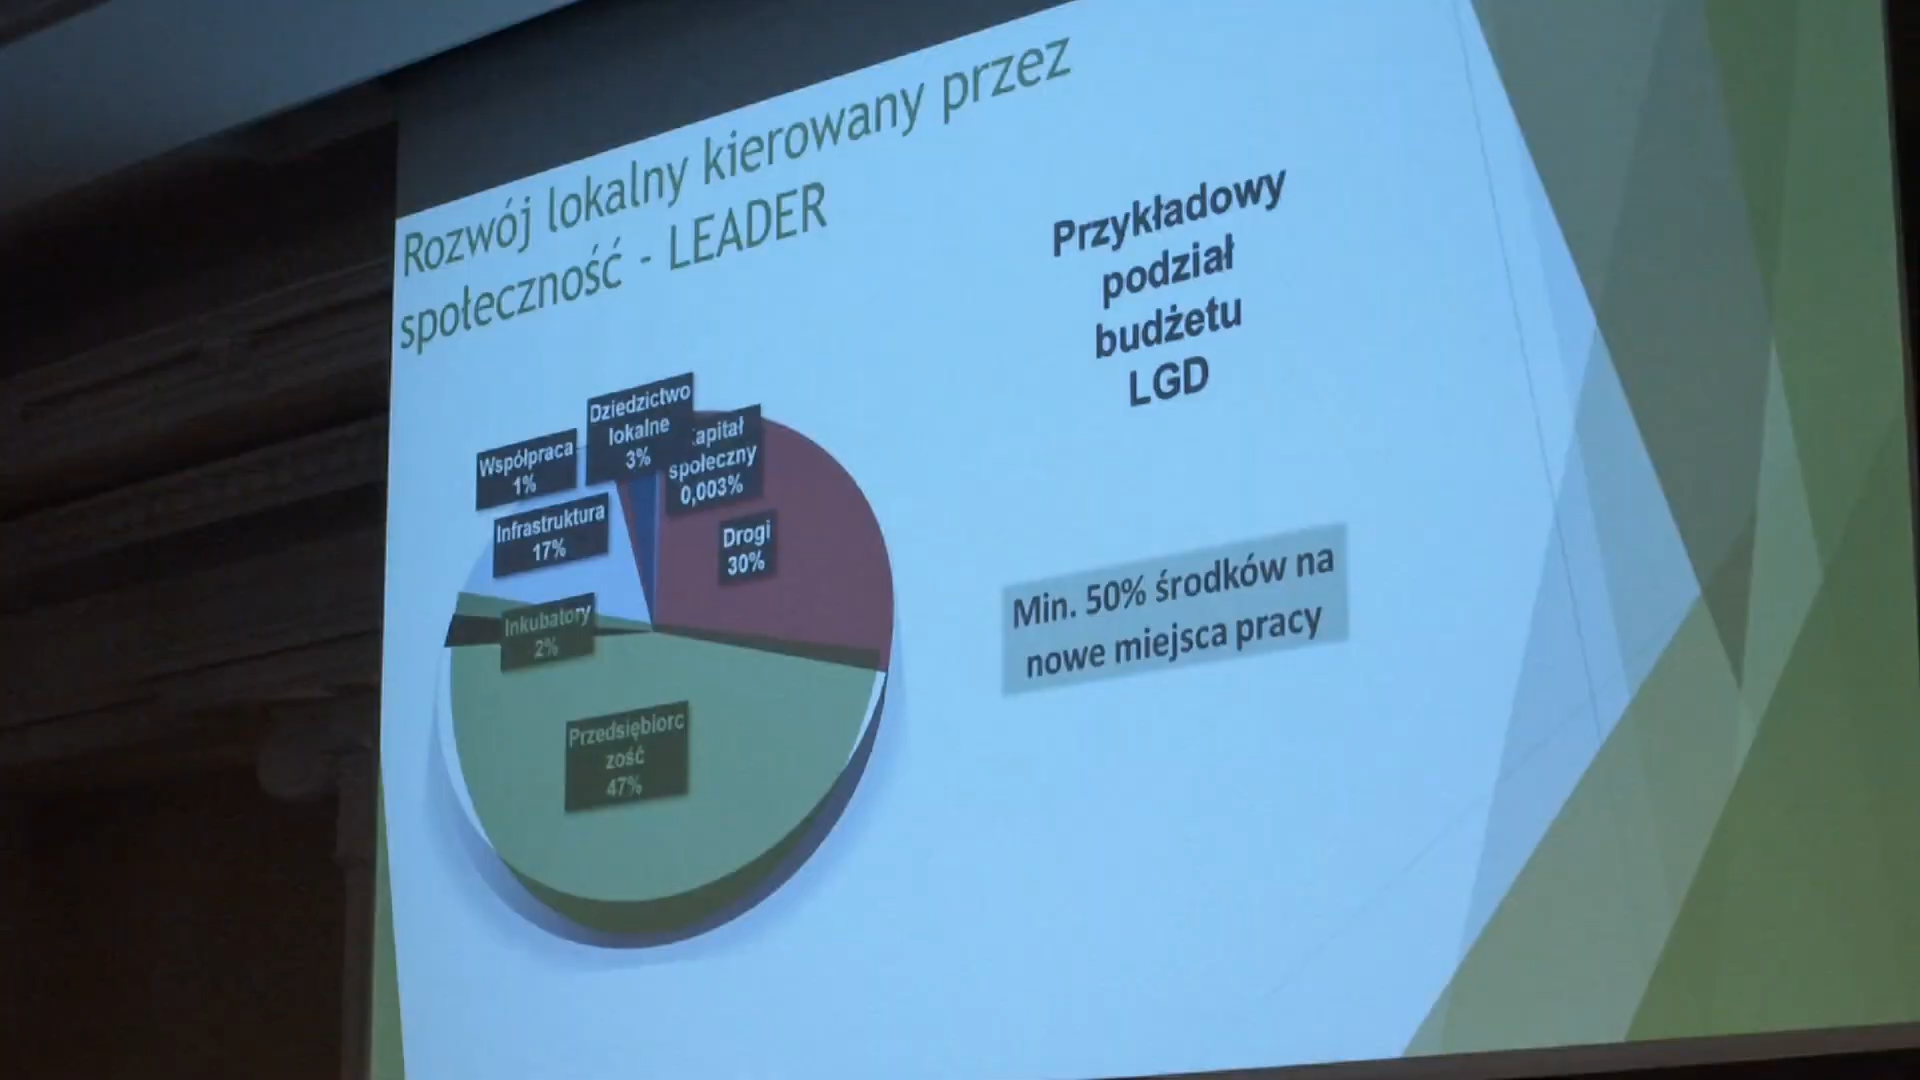 Rozwój lokalny kierowany przez
społeczność - LEADER
Przykładowy
podział
budżetu
LGD
Dziedzictwo
lokalne
3%
apitał
społeczny
0,003%
Współpraca
1%
Infrastruktura
17%
Drogi
30%
Inkubatory
2%
Przedsiębiorc
zość
47%
Min. 50% środków na
nowe miejsca pracy